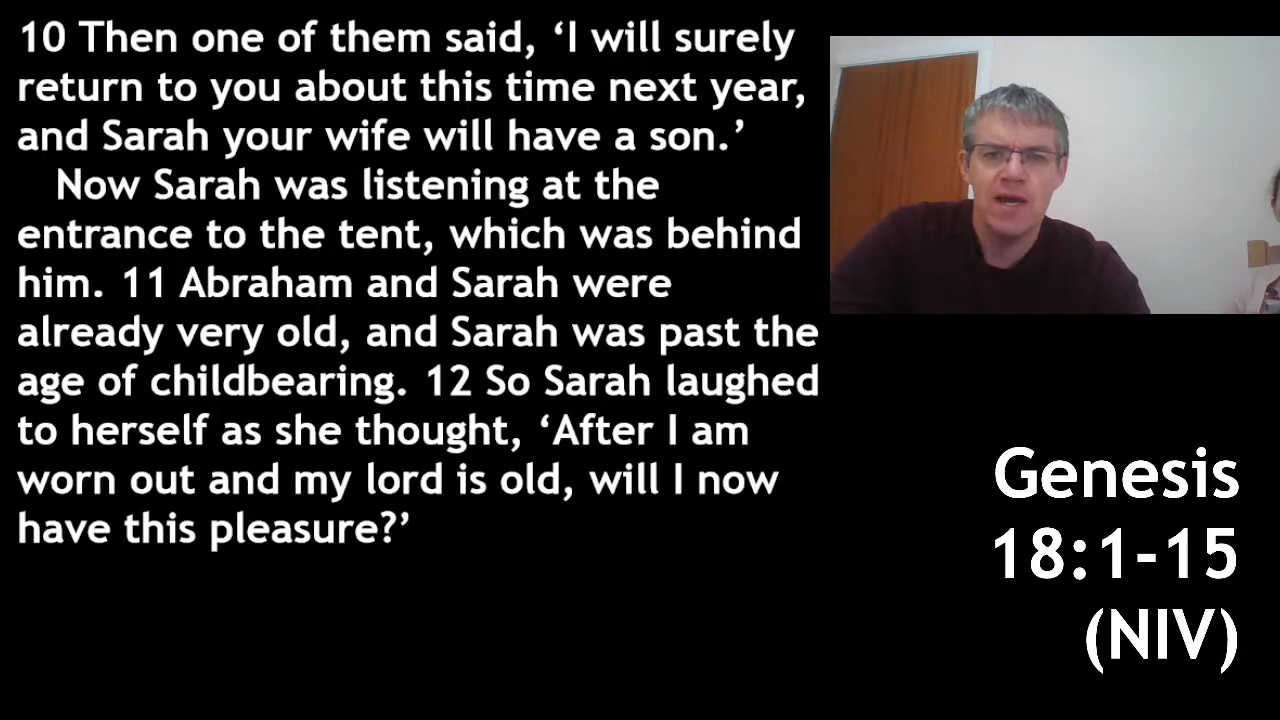 10 Then one of them said, ‘I will surely
return to you about this time next year,
and Sarah your wife will have a son.’
Now Sarah was listening at the
entrance to the tent, which was behind
him. 11 Abraham and Sarah were
already very old, and Sarah was past the
age of childbearing. 12 So Sarah laughed
to herself as she thought, ‘After I am
worn out and my lord is old, will I now
have this pleasure?’
Genesis
18:1-15
(NIV)